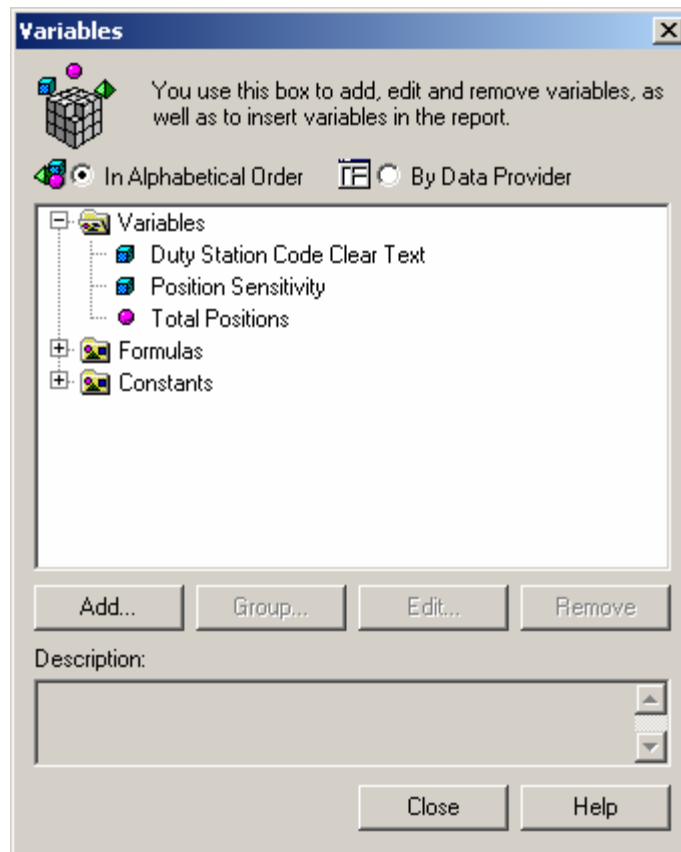 Variables
You use this box to add, edit and remove variables, as
well as to insert variables in the report.
In Alphabetical Order By Data Provider
Variables
Duty Station Code Clear Text
Position Sensitivity
Total Positions
Formulas
Constants
Add... Group... Edit... Remove
Description:
Close Help